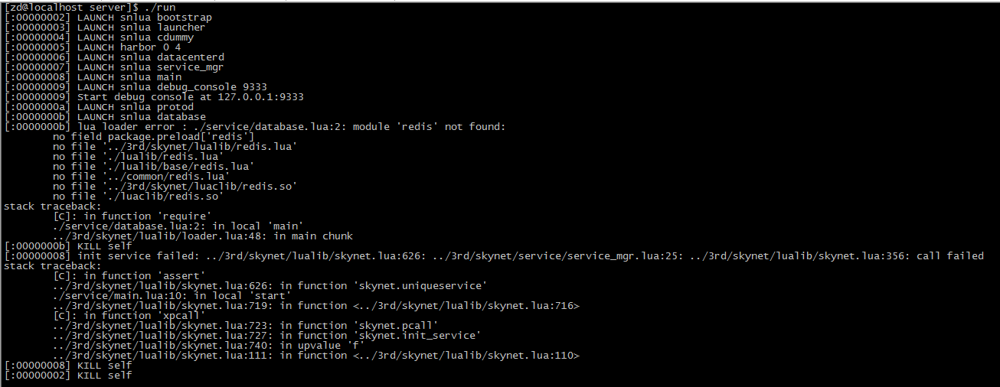 [zd@localhost server]$ ./run
[:00000002] LAUNCH snlua bootstrap
[:00000003] LAUNCH snlua launcher
[:00000004] LAUNCH snlua cdummy
[:00000005] LAUNCH harbor 0 4
[:00000006] LAUNCH snlua datacenterd
[:00000007] LAUNCH snlua service_mgr
[:00000008] LAUNCH snlua main
[:00000009] LAUNCH snlua debug_console 9333
[:00000009] Start debug console at 127.0.0.1:9333
[:0000000a] LAUNCH snlua protod
[:0000000b] LAUNCH snlua database
[:0000000b] lua loader error : ./service/database.lua:2: module 'redis' not found:
        no field package.preload['redis']
        no file '../3rd/skynet/lualib/redis.lua'
        no file './lualib/redis.lua'
        no file './lualib/base/redis.lua'
        no file '../common/redis.lua'
        no file '../3rd/skynet/luaclib/redis.so'
        no file './luaclib/redis.so'
stack traceback:
        [C]: in function 'require'
        ./service/database.lua:2: in local 'main'
        ../3rd/skynet/lualib/loader.lua:48: in main chunk
[:0000000b] KILL self
[:00000008] init service failed: ../3rd/skynet/lualib/skynet.lua:626: ../3rd/skynet/service/service_mgr.lua:25: ../3rd/skynet/lualib/skynet.lua:356: call failed
stack traceback:
        [C]: in function 'assert'
        ../3rd/skynet/lualib/skynet.lua:626: in function 'skynet.uniqueservice'
        ./service/main.lua:10: in local 'start'
        ../3rd/skynet/lualib/skynet.lua:719: in function <../3rd/skynet/lualib/skynet.lua:716>
        [C]: in function 'xpcall'
        ../3rd/skynet/lualib/skynet.lua:723: in function 'skynet.pcall'
        ../3rd/skynet/lualib/skynet.lua:727: in function 'skynet.init_service'
        ../3rd/skynet/lualib/skynet.lua:740: in upvalue 'f'
        ../3rd/skynet/lualib/skynet.lua:111: in function <../3rd/skynet/lualib/skynet.lua:110>
[:00000008] KILL self
[:00000002] KILL self